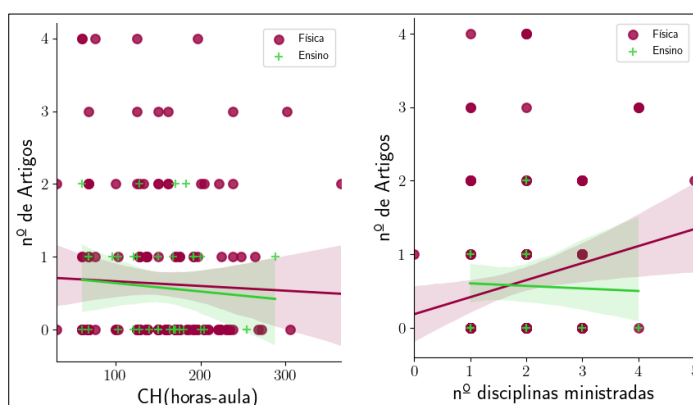 4
3
2
1
0
nº de Artigos
Física
Ensino
100
200
300
CH(horas-aula)
4
3
2
1
0
nº de Artigos
Física
Ensino
0
1
2
3
4
5
nº disciplinas ministradas